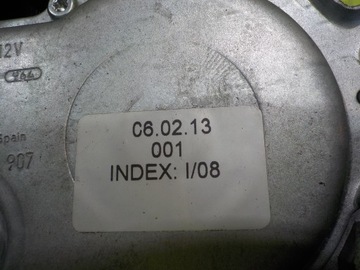 12V
Spain
907
C6.02.13
001
INDEX: I/08